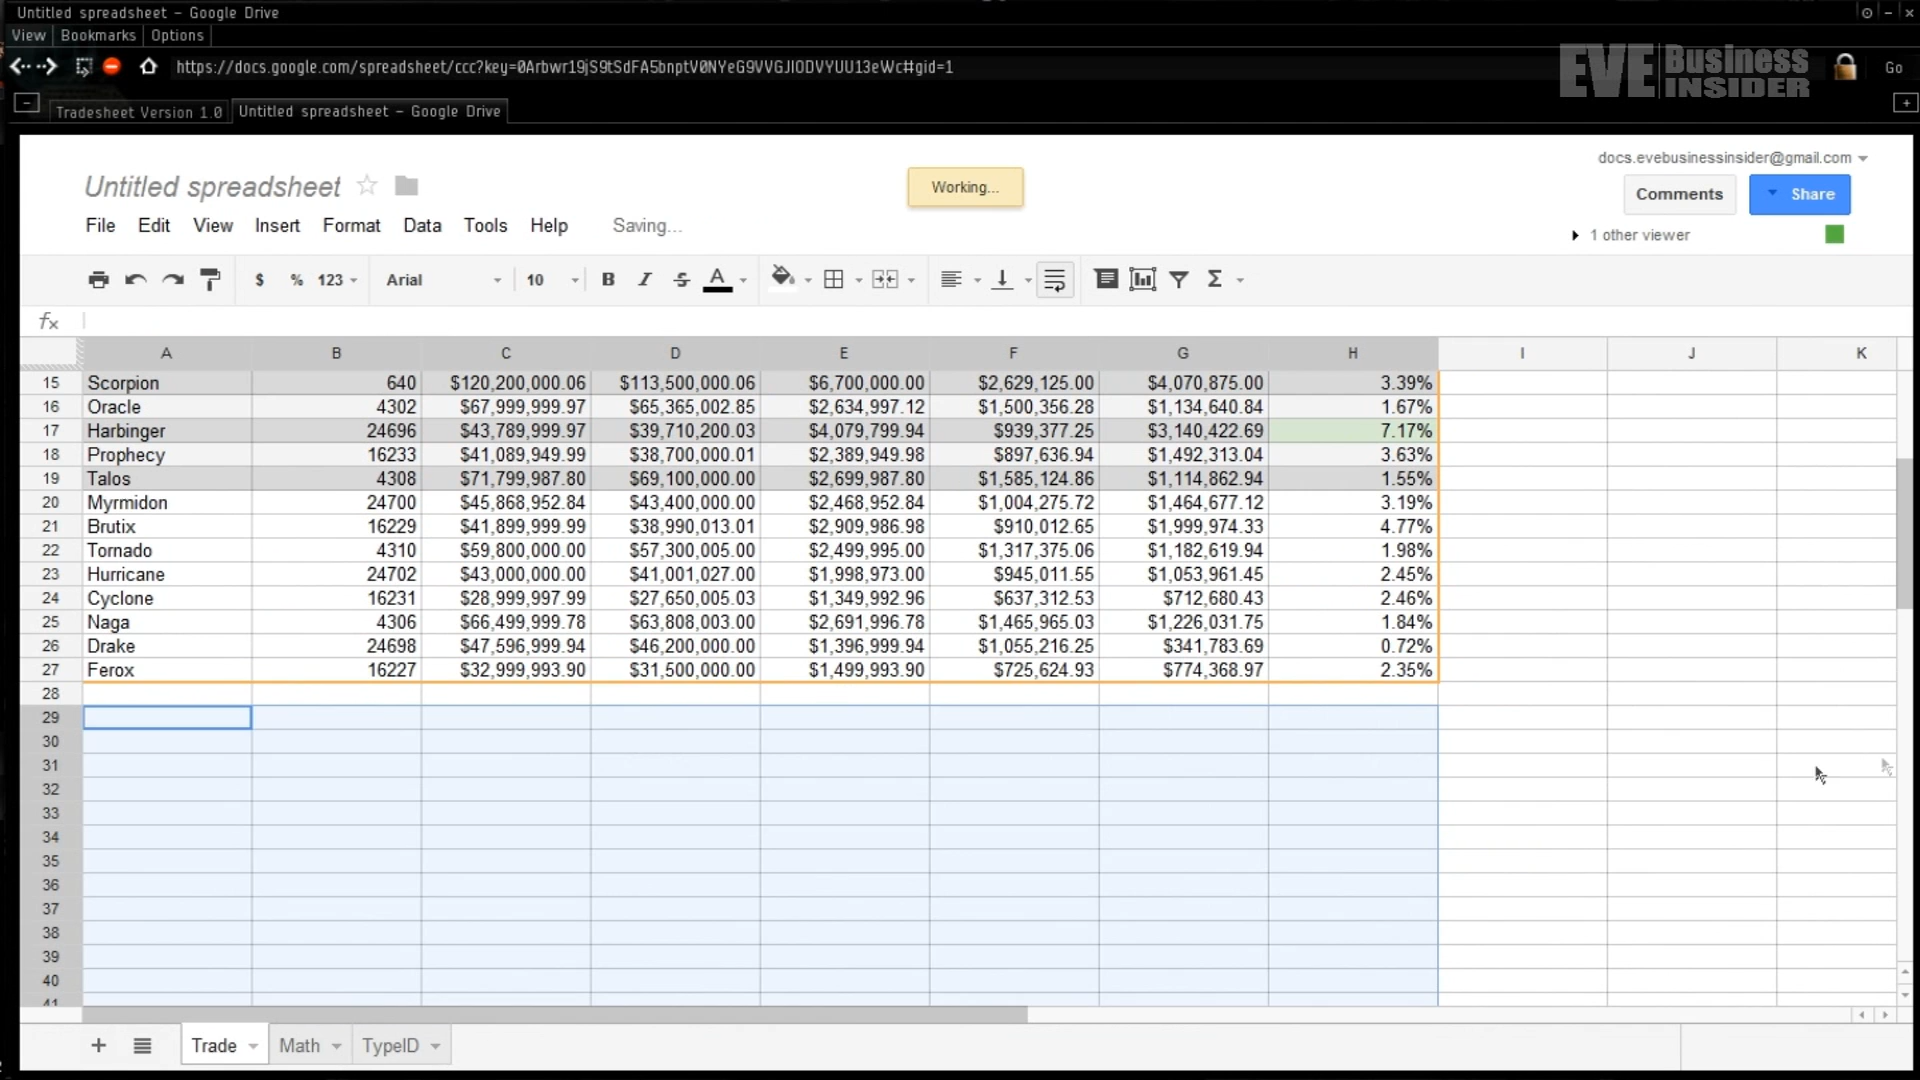 Untitled spreadsheet – Google Drive
View Bookmarks Options
https://docs.google.com/spreadsheet/ccc?key=0Arbwr19jS9tSdFA5bnptV0NYeG9VVGJIODVYUU13eWc#gid=1
Go
EVE Business INSIDER
Tradesheet Version 1.0 Untitled spreadsheet – Google Drive
docs.evebusinessinsider@gmail.com
Untitled spreadsheet
Working...
Comments Share
File Edit View Insert Format Data Tools Help Saving...
1 other viewer
$ % 123 Arial 10 B I S A Σ
fx
A B C D E F G H I J K
15 Scorpion 640 $120,200,000.06 $113,500,000.06 $6,700,000.00 $2,629,125.00 $4,070,875.00 3.39%
16 Oracle 4302 $67,999,999.97 $65,365,002.85 $2,634,997.12 $1,500,356.28 $1,134,640.84 1.67%
17 Harbinger 24696 $43,789,999.97 $39,710,200.03 $4,079,799.94 $939,377.25 $3,140,422.69 7.17%
18 Prophecy 16233 $41,089,949.99 $38,700,000.01 $2,389,949.98 $897,636.94 $1,492,313.04 3.63%
19 Talos 4308 $71,799,987.80 $69,100,000.00 $2,699,987.80 $1,585,124.86 $1,114,862.94 1.55%
20 Myrmidon 24700 $45,868,952.84 $43,400,000.00 $2,468,952.84 $1,004,275.72 $1,464,677.12 3.19%
21 Brutix 16229 $41,899,999.99 $38,990,013.01 $2,909,986.98 $910,012.65 $1,999,974.33 4.77%
22 Tornado 4310 $59,800,000.00 $57,300,005.00 $2,499,995.00 $1,317,375.06 $1,182,619.94 1.98%
23 Hurricane 24702 $43,000,000.00 $41,001,027.00 $1,998,973.00 $945,011.55 $1,053,961.45 2.45%
24 Cyclone 16231 $28,999,997.99 $27,650,005.03 $1,349,992.96 $637,312.53 $712,680.43 2.46%
25 Naga 4306 $66,499,999.78 $63,808,003.00 $2,691,996.78 $1,465,965.03 $1,226,031.75 1.84%
26 Drake 24698 $47,596,999.94 $46,200,000.00 $1,396,999.94 $1,055,216.25 $341,783.69 0.72%
27 Ferox 16227 $32,999,993.90 $31,500,000.00 $1,499,993.90 $725,624.93 $774,368.97 2.35%
28
29
30
31
32
33
34
35
36
37
38
39
40
41
Trade Math TypeID